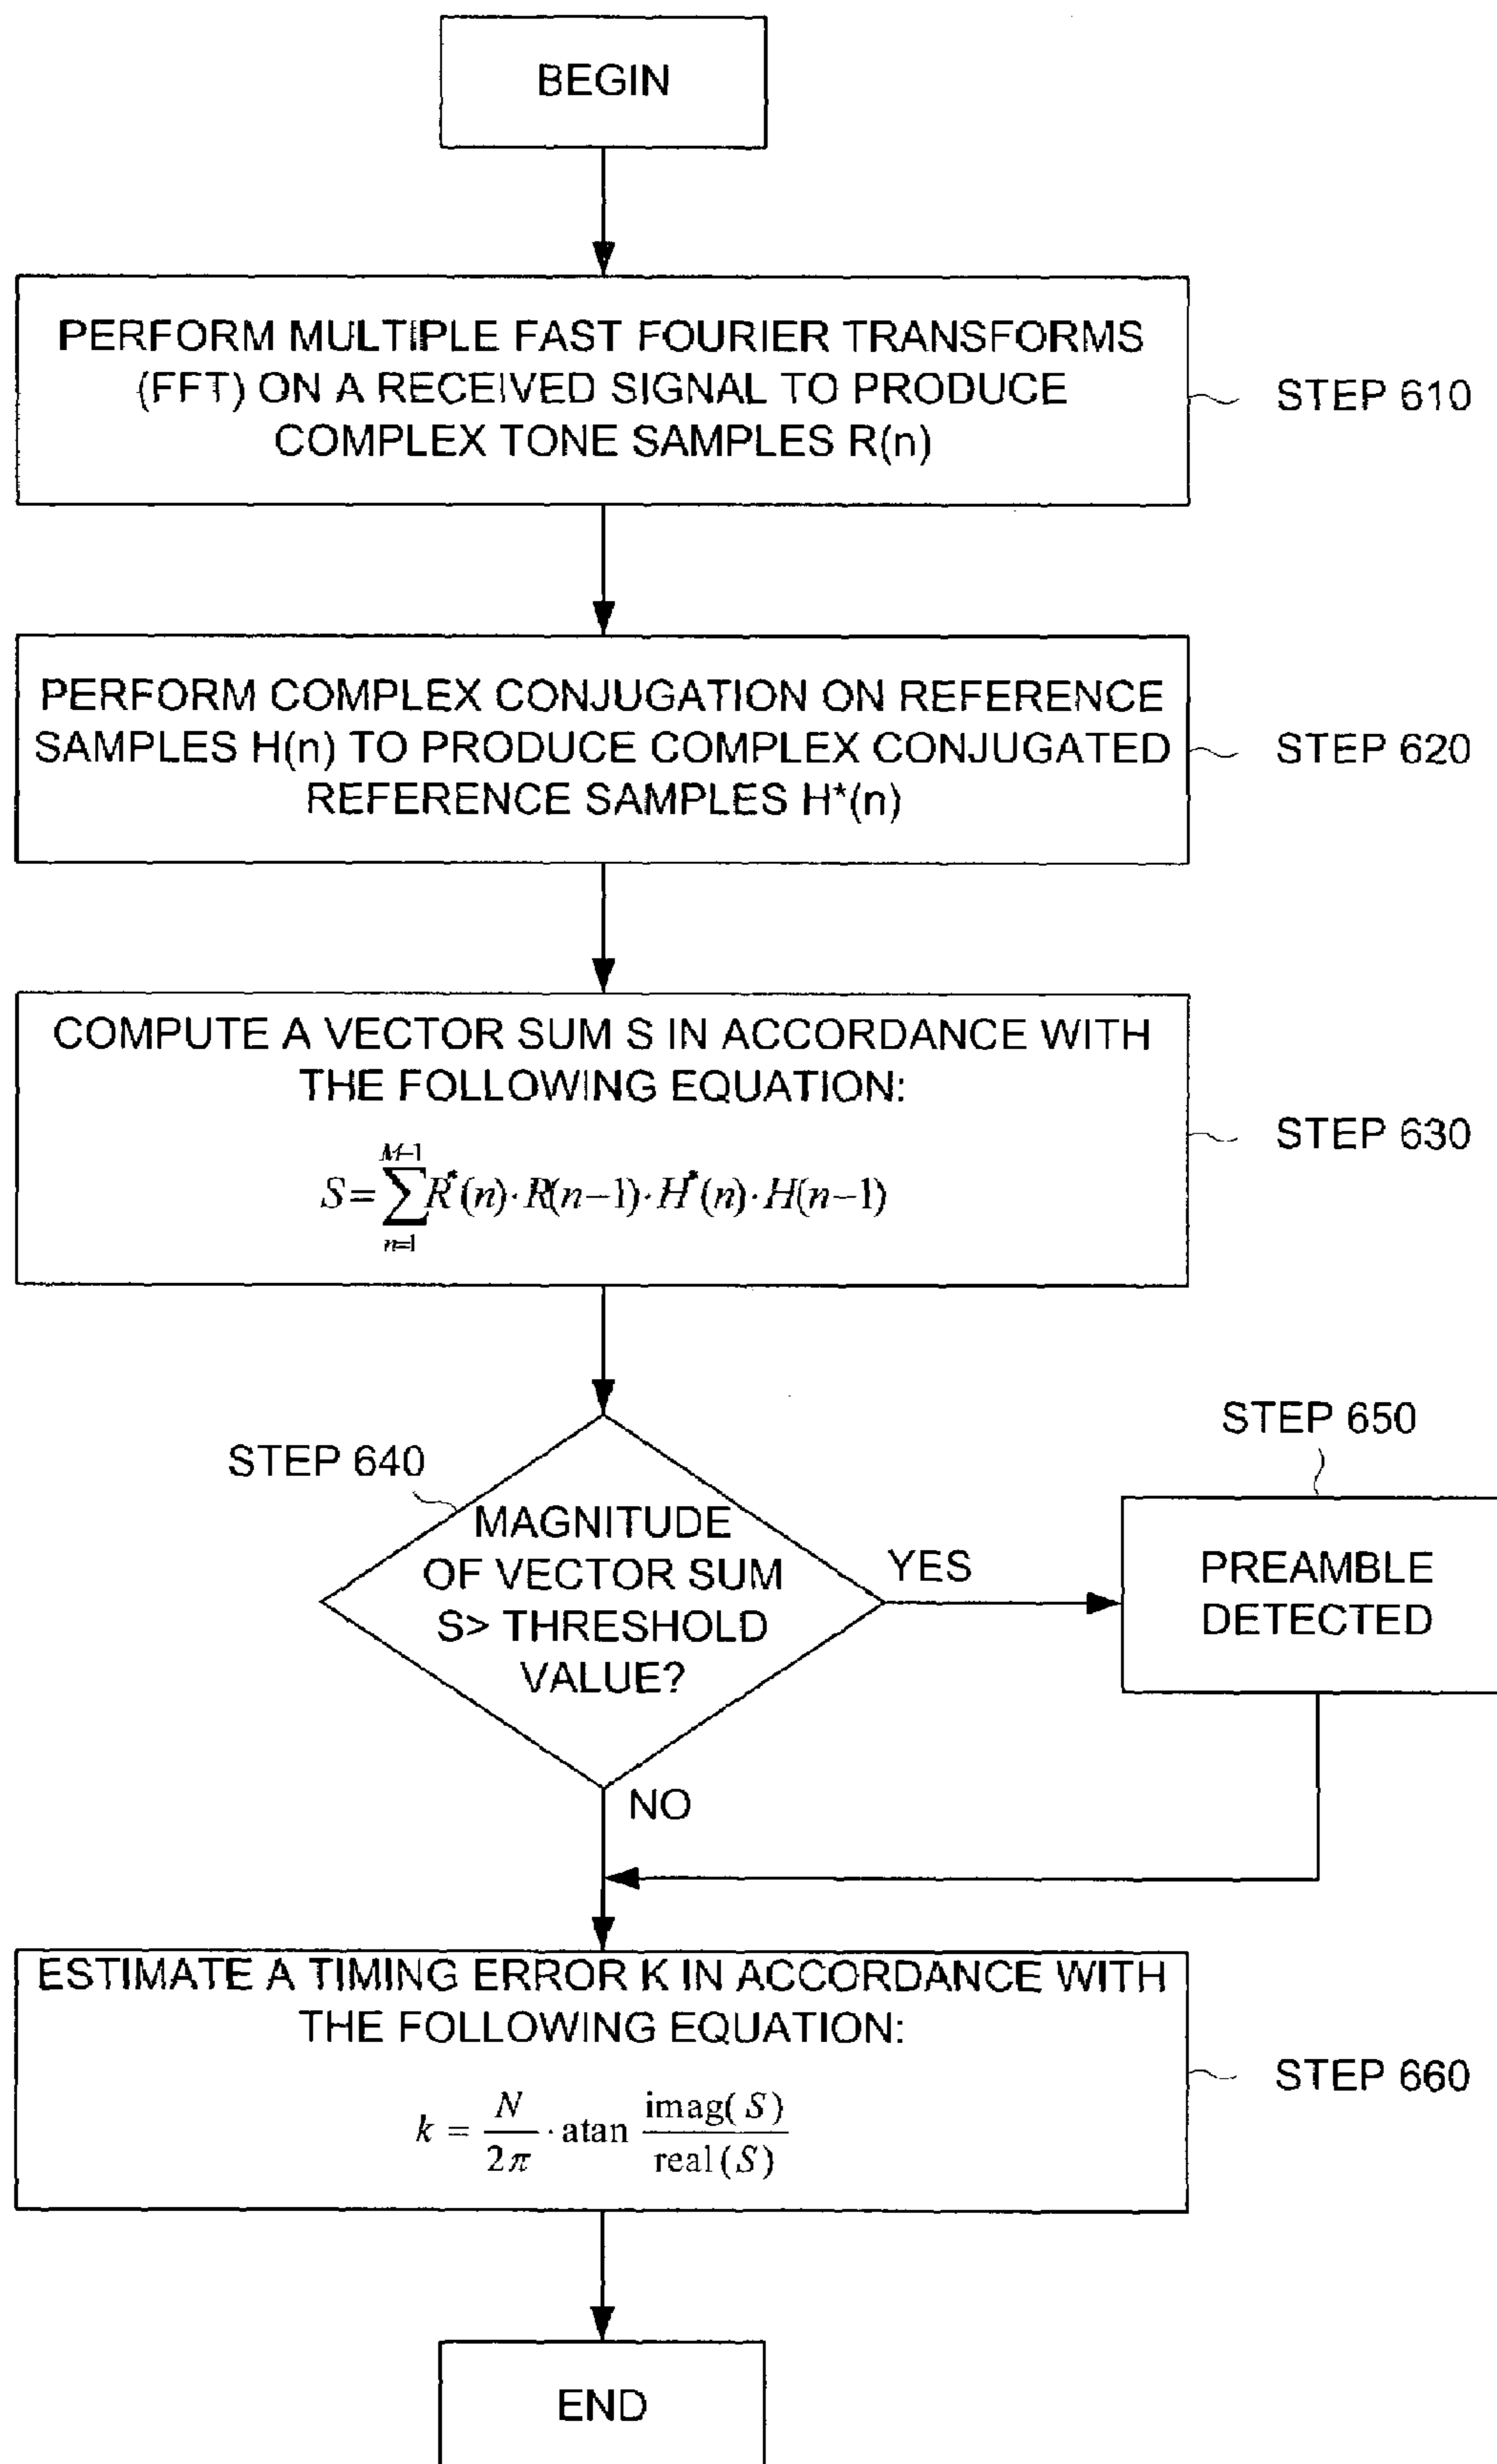 BEGIN
PERFORM MULTIPLE FAST FOURIER TRANSFORMS
(FFT) ON A RECEIVED SIGNAL TO PRODUCE
COMPLEX TONE SAMPLES R(n)
STEP 610
PERFORM COMPLEX CONJUGATION ON REFERENCE
SAMPLES H(n) TO PRODUCE COMPLEX CONJUGATED
REFERENCE SAMPLES H*(n)
STEP 620
COMPUTE A VECTOR SUM S IN ACCORDANCE WITH
THE FOLLOWING EQUATION:
S = ∑_{n=1}^{M-1} R*(n)·R(n-1)·H*(n)·H(n-1)
STEP 630
STEP 640
MAGNITUDE
OF VECTOR SUM
S> THRESHOLD
VALUE?
YES
STEP 650
PREAMBLE
DETECTED
NO
ESTIMATE A TIMING ERROR K IN ACCORDANCE WITH
THE FOLLOWING EQUATION:
k = \frac{N}{2π} · atan \frac{imag(S)}{real(S)}
STEP 660
END